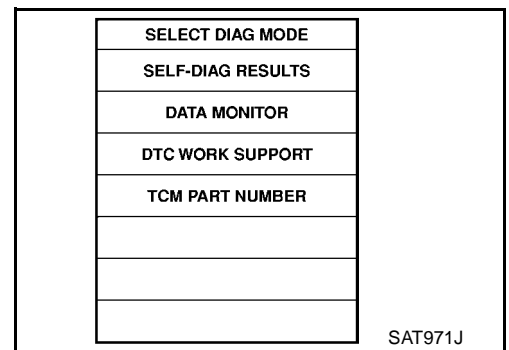 SELECT DIAG MODE
SELF-DIAG RESULTS
DATA MONITOR
DTC WORK SUPPORT
TCM PART NUMBER
SAT971J